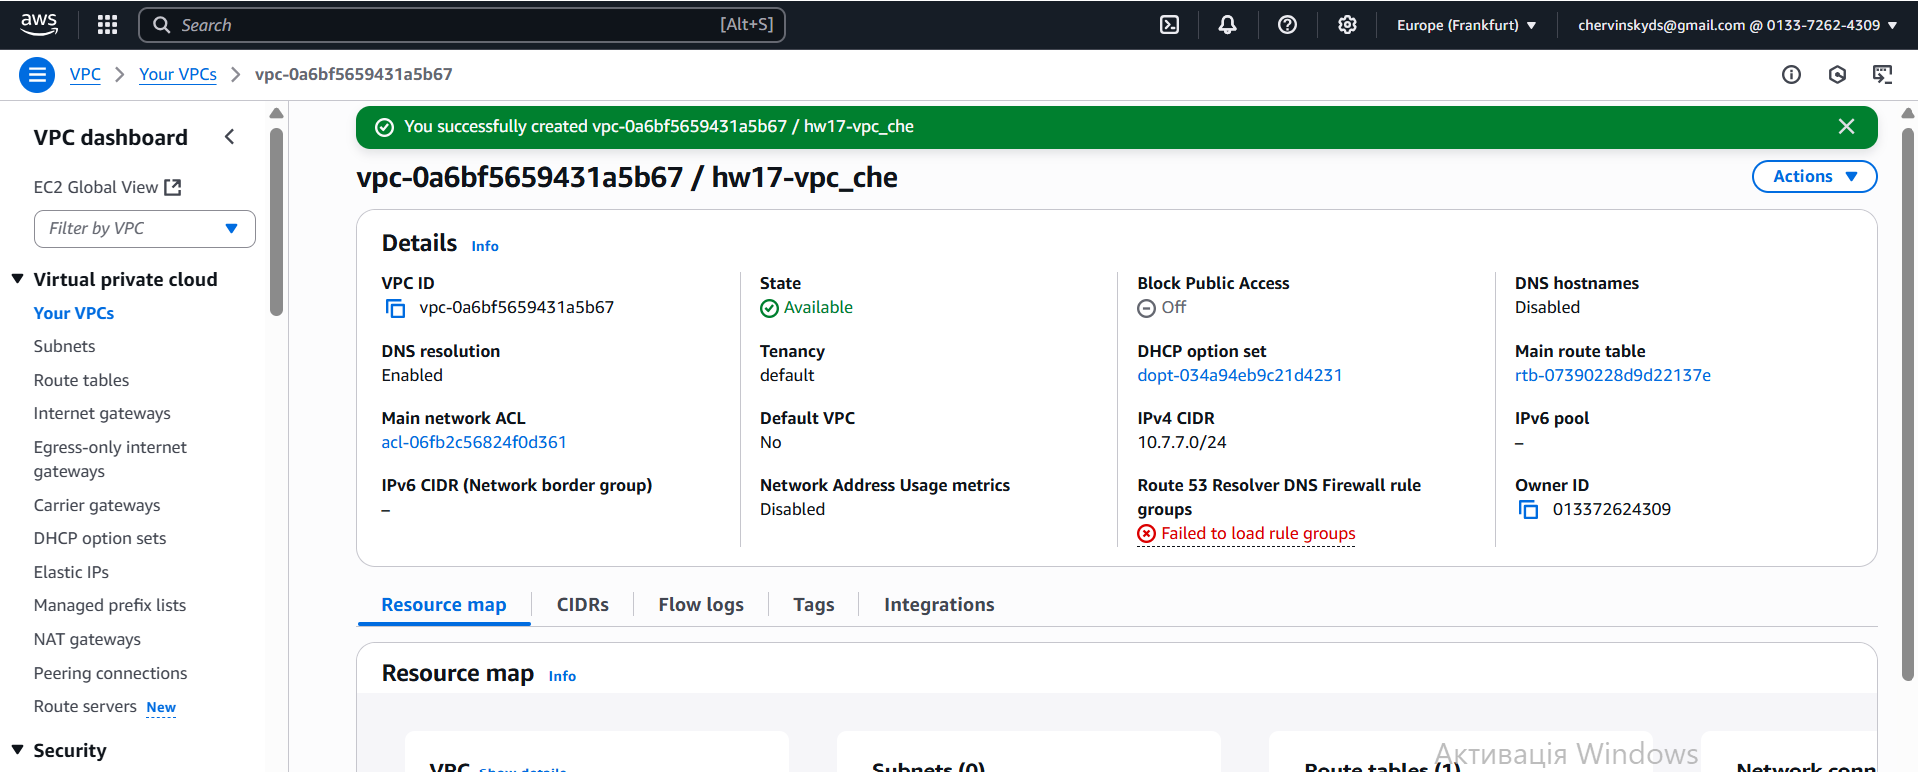 aws
Search [Alt+S]
Europe (Frankfurt)
chervinskyds@gmail.com @ 0133-7262-4309
VPC
Your VPCs
vpc-0a6bf5659431a5b67
VPC dashboard
EC2 Global View
Filter by VPC
Virtual private cloud
Your VPCs
Subnets
Route tables
Internet gateways
Egress-only internet
gateways
Carrier gateways
DHCP option sets
Elastic IPs
Managed prefix lists
NAT gateways
Peering connections
Route servers New
Security
You successfully created vpc-0a6bf5659431a5b67 / hw17-vpc_che
vpc-0a6bf5659431a5b67 / hw17-vpc_che
Actions
Details Info
VPC ID
vpc-0a6bf5659431a5b67
State
Available
Block Public Access
Off
DNS hostnames
Disabled
DNS resolution
Enabled
Tenancy
default
DHCP option set
dopt-034a94eb9c21d4231
Main route table
rtb-07390228d9d22137e
Main network ACL
acl-06fb2c56824f0d361
Default VPC
No
IPv4 CIDR
10.7.7.0/24
IPv6 pool
–
IPv6 CIDR (Network border group)
–
Network Address Usage metrics
Disabled
Route 53 Resolver DNS Firewall rule
groups
Failed to load rule groups
Owner ID
013372624309
Resource map
CIDRs
Flow logs
Tags
Integrations
Resource map Info
VPC Show details
Subnets (0)
Route tables (1)
Network conn
Активація Windows